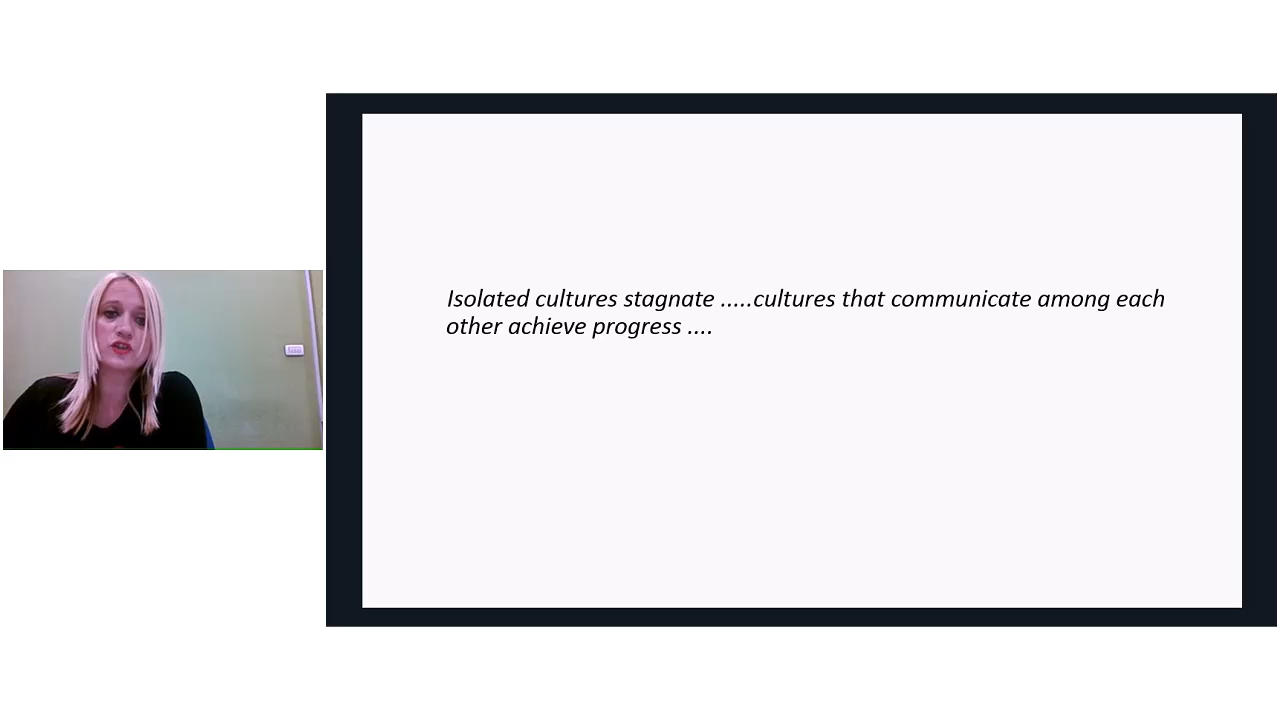 Isolated cultures stagnate .....cultures that communicate among each
other achieve progress ....